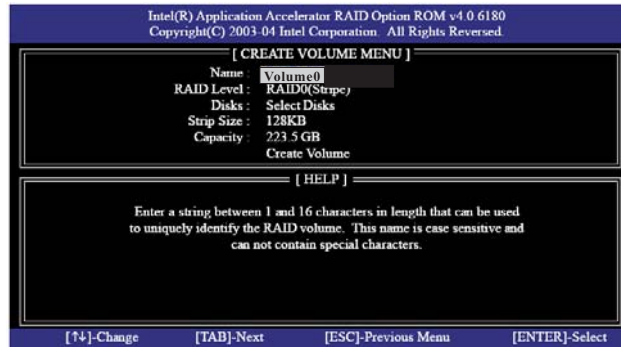 Intel(R) Application Accelerator RAID Option ROM v4.0 6180
Copyright(C) 2003-04 Intel Corporation. All Rights Reversed.
[ CREATE VOLUME MENU ]
Name : Volume0
RAID Level : RAID0(Stripe)
Disks : Select Disks
Strip Size : 128KB
Capacity : 223.5 GB
Create Volume
[ HELP ]
Enter a string between 1 and 16 characters in length that can be used
to uniquely identify the RAID volume. This name is case sensitive and
can not contain special characters.
[↑↓]-Change [TAB]-Next [ESC]-Previous Menu [ENTER]-Select